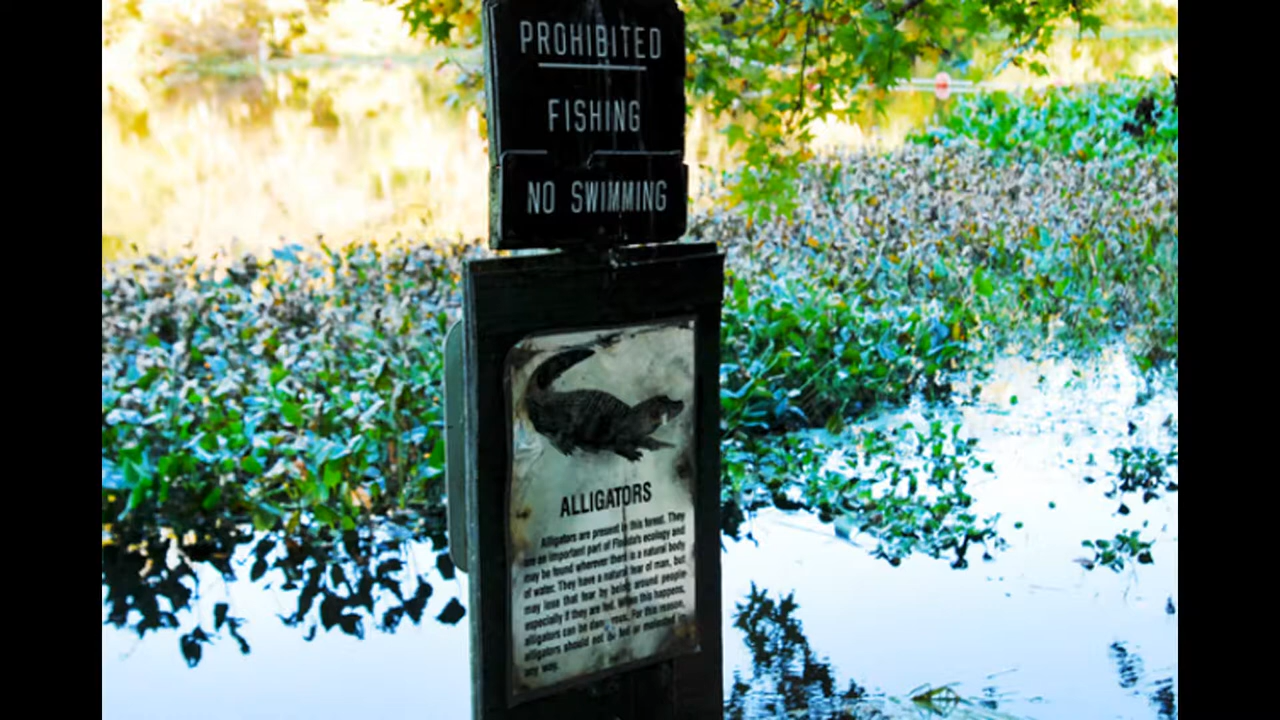 PROHIBITED
FISHING
NO SWIMMING
ALLIGATORS
Alligators are present in this forest. They
are an important part of Florida's ecology and
may be found wherever there is a natural body
of water. They have a natural fear of man, but
may lose that fear by being around people
especially if they are fed. When this happens,
alligators can be dangerous. For this reason,
alligators should not be fed or molested in
any way.